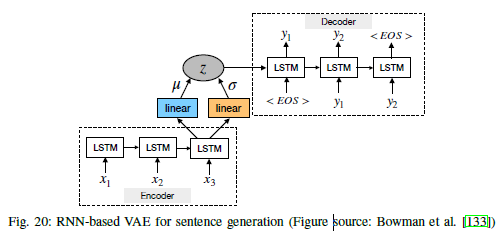 Decoder
y1 y2 < EOS >
LSTM LSTM LSTM
< EOS > y1 y2
z
μ σ
linear linear
LSTM LSTM LSTM
x1 x2 x3
Encoder
Fig. 20: RNN-based VAE for sentence generation (Figure source: Bowman et al. [133])